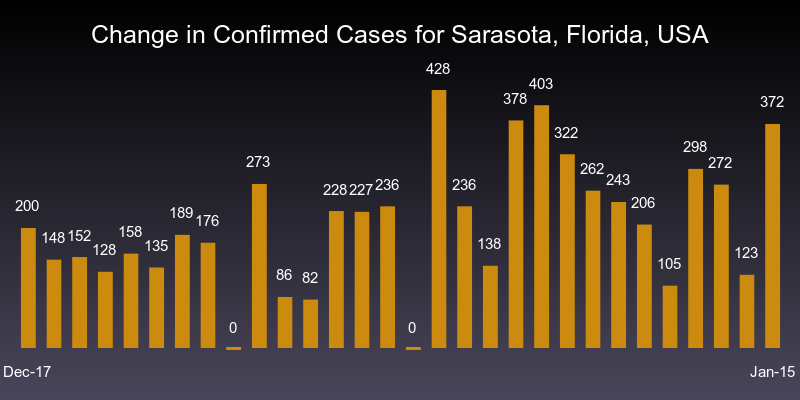 Change in Confirmed Cases for Sarasota, Florida, USA
200 148 152 128 158 135 189 176 0 273 86 82 228 227 236 0 428 236 138 378 403 322 262 243 206 105 298 272 123 372
Dec-17 Jan-15